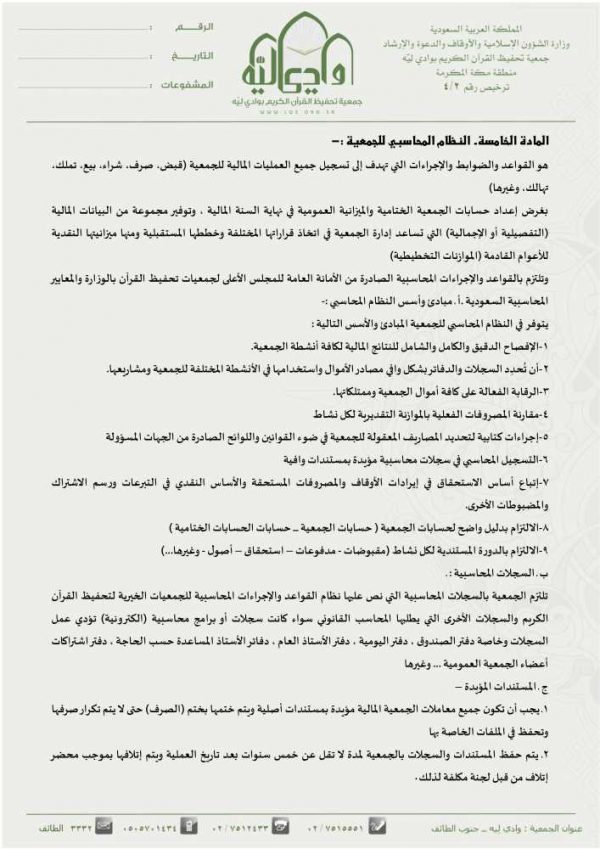 المملكة العربية السعودية
وزارة الشؤون الإسلامية والأوقاف والدعوة والإرشاد
جمعية تحفيظ القرآن الكريم بوادي ليّه
منطقة مكة المكرمة
ترخيص رقم ٤/٢
وادي ليّه
جمعية تحفيظ القرآن الكريم بوادي ليّه
الرقــم :
التاريـخ :
المشفوعات :
المادة الخامسة. النظام المحاسبي للجمعية :–
هو القواعد والضوابط والإجراءات التي تهدف إلى تسجيل جميع العمليات المالية للجمعية (قبض، صرف، شراء، بيع، تملك،
تهالك، وغيرها)
بغرض إعداد حسابات الجمعية الختامية والميزانية العمومية في نهاية السنة المالية ، وتوفير مجموعة من البيانات المالية
(التفصيلية أو الإجمالية) التي تساعد إدارة الجمعية في اتخاذ قراراتها المختلفة وخططها المستقبلية ومنها ميزانيتها النقدية
للأعوام القادمة (الموازنات التخطيطية)
وتلتزم بالقواعد والإجراءات المحاسبية الصادرة من الأمانة العامة للمجلس الأعلى لجمعيات تحفيظ القرآن بالوزارة والمعايير
المحاسبية السعودية .أ. مبادئ وأسس النظام المحاسبي :-
يتوفر في النظام المحاسبي للجمعية المبادئ والأسس التالية :
١-الإفصاح الدقيق والكامل والشامل للنتائج المالية لكافة أنشطة الجمعية.
٢-أن تُحدِد السجلات والدفاتر بشكل وافي مصادر الأموال واستخدامها في الأنشطة المختلفة للجمعية ومشاريعها.
٣-الرقابة الفعالة على كافة أموال الجمعية وممتلكاتها.
٤-مقارنة المصروفات الفعلية بالموازنة التقديرية لكل نشاط
٥-إجراءات كتابية لتحديد المصاريف المعقولة للجمعية في ضوء القوانين واللوائح الصادرة من الجهات المسؤولة
٦-التسجيل المحاسبي في سجلات محاسبية مؤيدة بمستندات وافية
٧-إتباع أساس الاستحقاق في إيرادات الأوقاف والمصروفات المستحقة والأساس النقدي في التبرعات ورسم الاشتراك
والمضبوطات الأخرى.
٨-الالتزام بدليل واضح لحسابات الجمعية ( حسابات الجمعية – حسابات الحسابات الختامية )
٩-الالتزام بالدورة المستندية لكل نشاط (مقبوضات - مدفوعات – استحقاق – أصول - وغيرها...)
ب. السجلات المحاسبية : .
تلتزم الجمعية بالسجلات المحاسبية التي نص عليها نظام القواعد والإجراءات المحاسبية للجمعيات الخيرية لتحفيظ القرآن
الكريم والسجلات الأخرى التي يطلبها المحاسب القانوني سواء كانت سجلات أو برامج محاسبية (الكترونية) تؤدي عمل
السجلات وخاصة دفتر الصندوق ، دفتر اليومية ، دفتر الأستاذ العام ، دفاتر الأستاذ المساعدة حسب الحاجة ، دفتر اشتراكات
أعضاء الجمعية العمومية ... وغيرها
ج. المستندات المؤيدة –
١. يجب أن تكون جميع معاملات الجمعية المالية مؤيدة بمستندات أصلية ويتم ختمها بختم (الصرف) حتى لا يتم تكرار صرفها
وتحفظ في الملفات الخاصة بها
٢. يتم حفظ المستندات والسجلات بالجمعية لمدة لا تقل عن خمس سنوات بعد تاريخ العملية ويتم إتلافها بموجب محضر
إتلاف من قبل لجنة مكلفة لذلك.
عنوان الجمعية : وادي ليه – جنوب الطائف ٠٢/٧٥١٥٥٥١ ٠٢/٧٥١٢٤٣٣ ٠٥٠٥٧٠١٤٣٤ ٣٣٣٢ الطائف